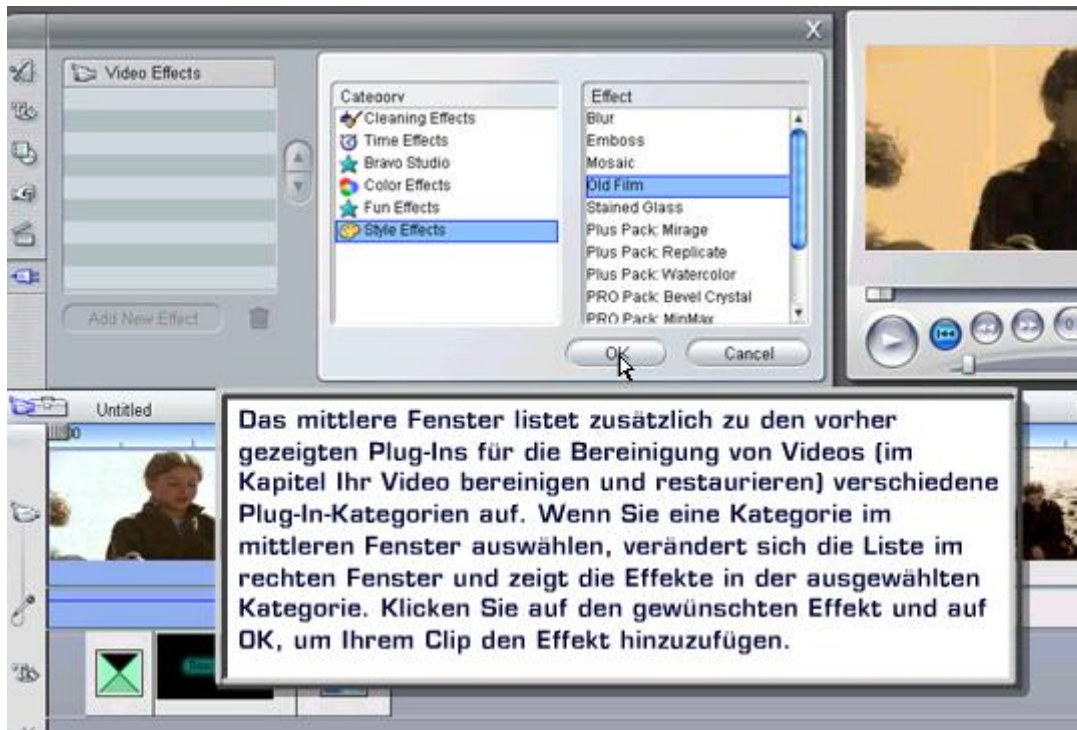 X
Video Effects
Category
Effect
Cleaning Effects
Time Effects
Bravo Studio
Color Effects
Fun Effects
Style Effects
Blur
Emboss
Mosaic
Old Film
Stained Glass
Plus Pack: Mirage
Plus Pack: Replicate
Plus Pack: Watercolor
PRO Pack: Bevel Crystal
PRO Pack: MinMax
Add New Effect
OK
Cancel
Untitled
Das mittlere Fenster listet zusätzlich zu den vorher
gezeigten Plug-Ins für die Bereinigung von Videos (im
Kapitel Ihr Video bereinigen und restaurieren) verschiedene
Plug-In-Kategorien auf. Wenn Sie eine Kategorie im
mittleren Fenster auswählen, verändert sich die Liste im
rechten Fenster und zeigt die Effekte in der ausgewählten
Kategorie. Klicken Sie auf den gewünschten Effekt und auf
OK, um Ihrem Clip den Effekt hinzuzufügen.